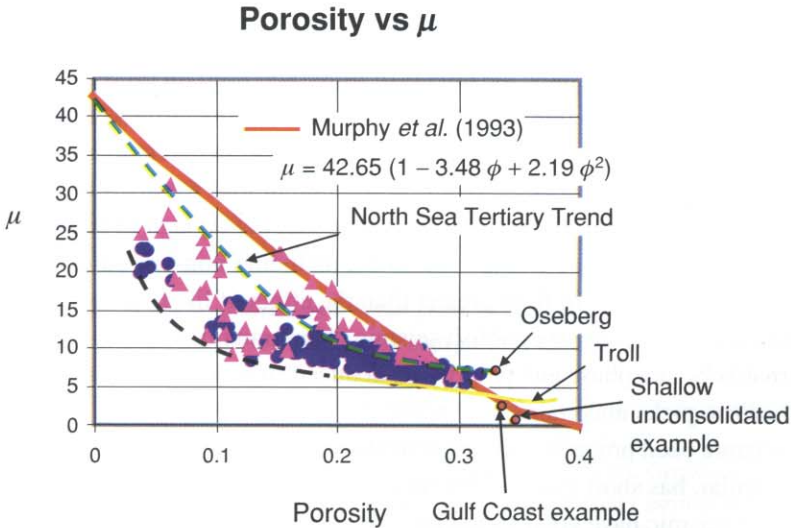 Porosity vs μ
45
40
35
30
25
20
15
10
5
0
μ
Murphy et al. (1993)
μ = 42.65 (1 − 3.48 ϕ + 2.19 ϕ²)
North Sea Tertiary Trend
Oseberg
Troll
Shallow
unconsolidated
example
0 0.1 0.2 0.3 0.4
Porosity
Gulf Coast example